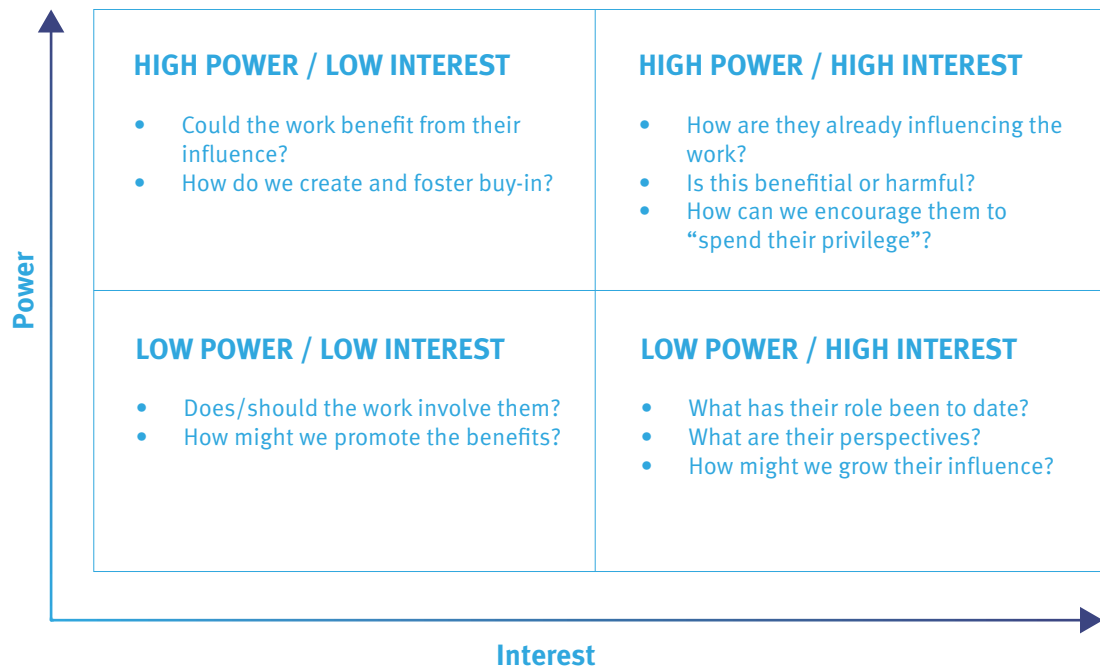 HIGH POWER / LOW INTEREST
• Could the work benefit from their
influence?
• How do we create and foster buy-in?
HIGH POWER / HIGH INTEREST
• How are they already influencing the
work?
• Is this benefitial or harmful?
• How can we encourage them to
“spend their privilege”?
Power
LOW POWER / LOW INTEREST
• Does/should the work involve them?
• How might we promote the benefits?
LOW POWER / HIGH INTEREST
• What has their role been to date?
• What are their perspectives?
• How might we grow their influence?
Interest